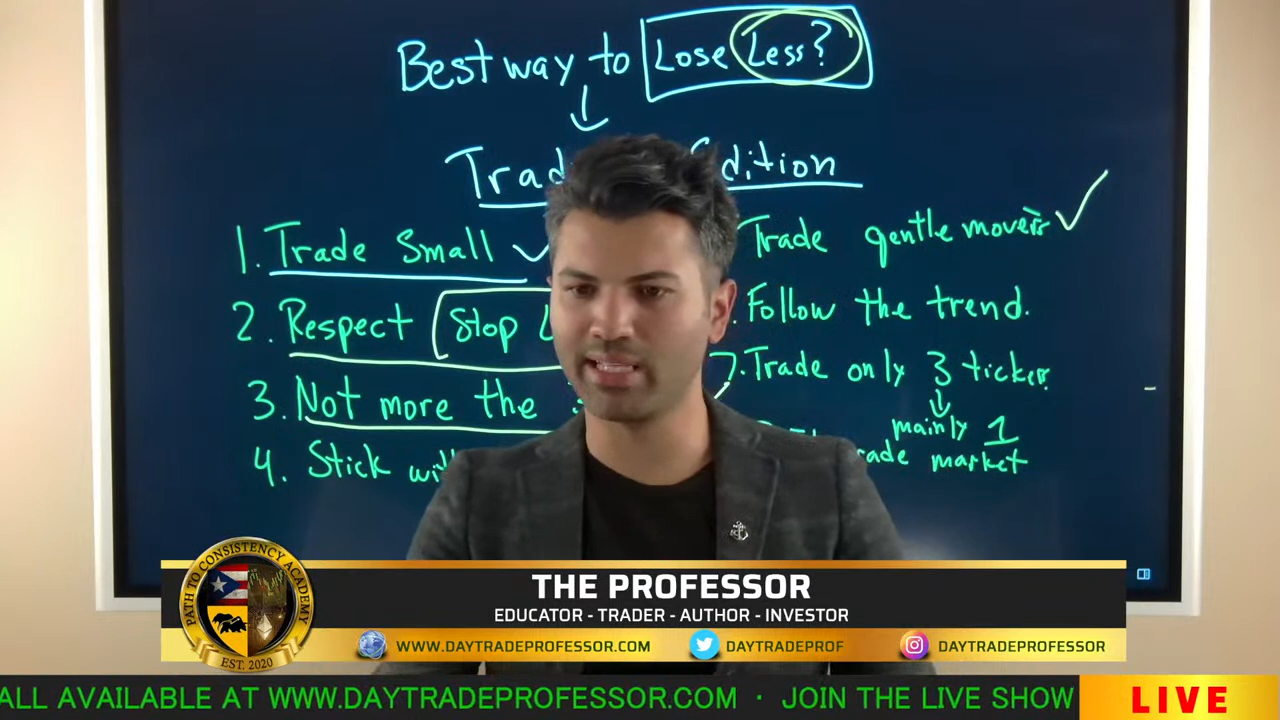 Best way to Lose Less?
Trad dition
1. Trade Small
2. Respect Stop
3. Not more the
4. Stick
Trade gentle movers
. Follow the trend.
7. Trade only 3 tickers
mainly 1
market
PATH TO CONSISTENCY ACADEMY
EST. 2020
THE PROFESSOR
EDUCATOR - TRADER - AUTHOR - INVESTOR
WWW.DAYTRADEPROFESSOR.COM
DAYTRADEPROF
DAYTRADEPROFESSOR
ALL AVAILABLE AT WWW.DAYTRADEPROFESSOR.COM · JOIN THE LIVE SHOW
LIVE